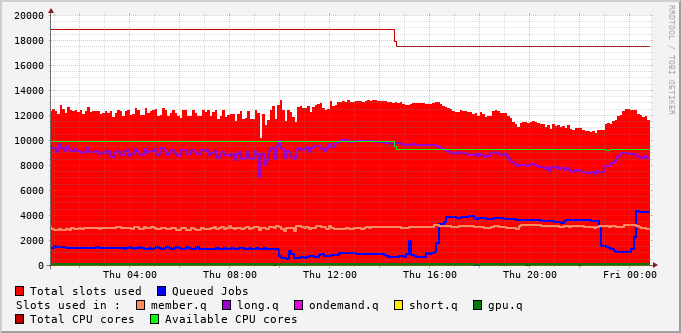 20000
18000
16000
14000
12000
10000
8000
6000
4000
2000
0
Thu 04:00 Thu 08:00 Thu 12:00 Thu 16:00 Thu 20:00 Fri 00:00
RRDTOOL / TOBI OETIKER
Total slots used Queued Jobs
Slots used in : member.q long.q ondemand.q short.q gpu.q
Total CPU cores Available CPU cores